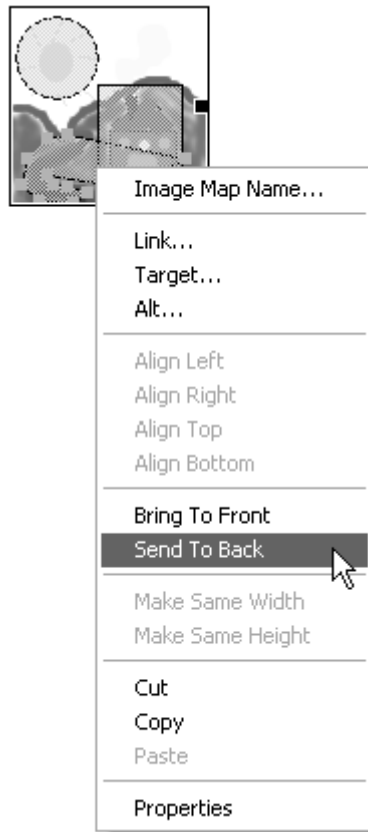 Image Map Name...
Link...
Target...
Alt...
Align Left
Align Right
Align Top
Align Bottom
Bring To Front
Send To Back
Make Same Width
Make Same Height
Cut
Copy
Paste
Properties